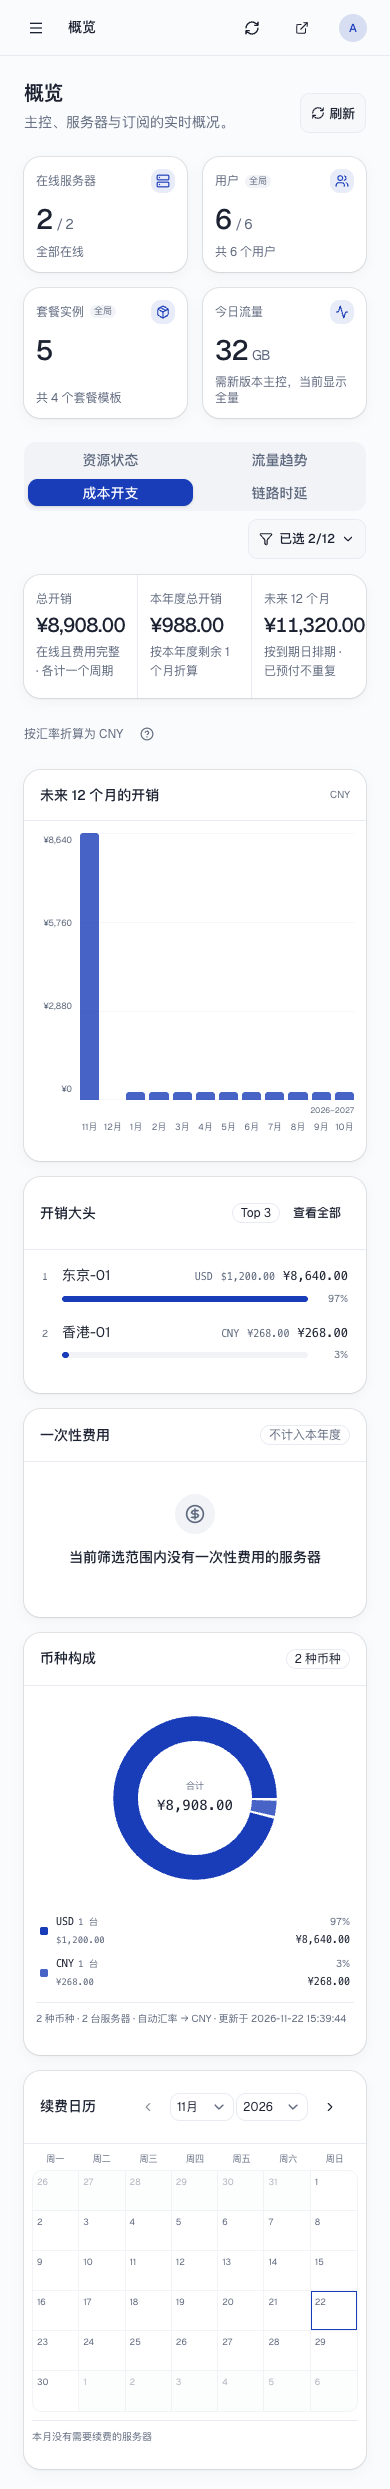 概览
A
概览
主控、服务器与订阅的实时概况。
刷新
在线服务器
2 / 2
全部在线
用户 全局
6 / 6
共 6 个用户
套餐实例 全局
5
共 4 个套餐模板
今日流量
32 GB
需新版本主控，当前显示
全量
资源状态
流量趋势
成本开支
链路时延
已选 2/12
总开销
¥8,908.00
在线且费用完整
· 各计一个周期
本年度总开销
¥988.00
按本年度剩余 1
个月折算
未来 12 个月
¥11,320.00
按到期日排期 ·
已预付不重复
按汇率折算为 CNY
未来 12 个月的开销
CNY
¥8,640
¥5,760
¥2,880
¥0
2026–2027
11月 12月 1月 2月 3月 4月 5月 6月 7月 8月 9月 10月
开销大头
Top 3
查看全部
1 东京-01 USD $1,200.00 ¥8,640.00
97%
2 香港-01 CNY ¥268.00 ¥268.00
3%
一次性费用
不计入本年度
当前筛选范围内没有一次性费用的服务器
币种构成
2 种币种
合计
¥8,908.00
USD 1 台 97%
$1,200.00 ¥8,640.00
CNY 1 台 3%
¥268.00 ¥268.00
2 种币种 · 2 台服务器 · 自动汇率 → CNY · 更新于 2026-11-22 15:39:44
续费日历
11月
2026
周一 周二 周三 周四 周五 周六 周日
26 27 28 29 30 31 1
2 3 4 5 6 7 8
9 10 11 12 13 14 15
16 17 18 19 20 21 22
23 24 25 26 27 28 29
30 1 2 3 4 5 6
本月没有需要续费的服务器